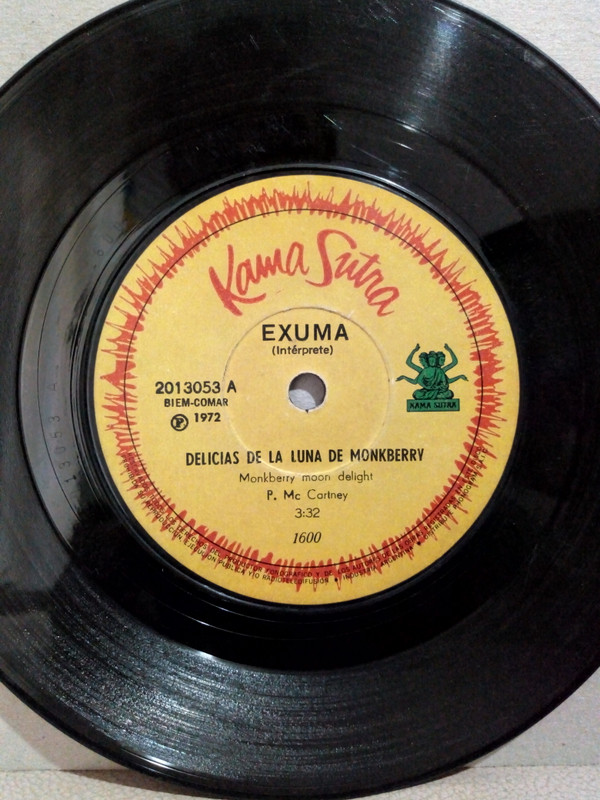 Kama Sutra
EXUMA
(Intérprete)
2013053 A
BIEM-COMAR
Ⓟ 1972
KAMA SUTRA
DELICIAS DE LA LUNA DE MONKBERRY
Monkberry moon delight
P. Mc Cartney
3:32
1600
13053 A